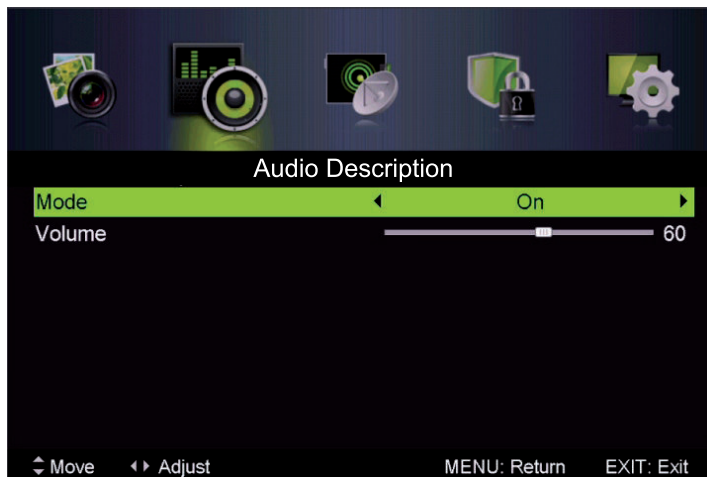 Audio Description
Mode On
Volume 60
Move Adjust MENU: Return EXIT: Exit